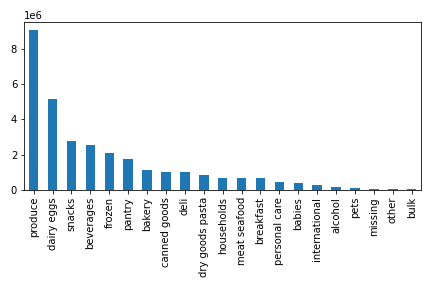 1e6
8
6
4
2
0
produce
dairy eggs
snacks
beverages
frozen
pantry
bakery
canned goods
deli
dry goods pasta
households
meat seafood
breakfast
personal care
babies
international
alcohol
pets
missing
other
bulk